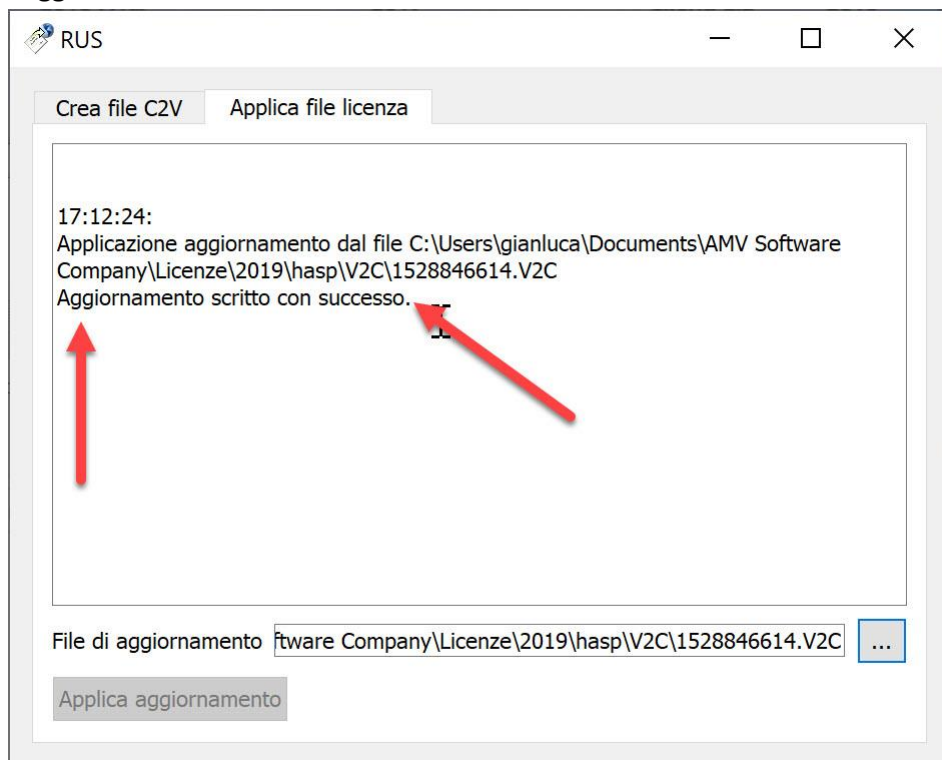 RUS
Crea file C2V
Applica file licenza
17:12:24:
Applicazione aggiornamento dal file C:\Users\gianluca\Documents\AMV Software
Company\Licenze\2019\hasp\V2C\1528846614.V2C
Aggiornamento scritto con successo.
File di aggiornamento ftware Company\Licenze\2019\hasp\V2C\1528846614.V2C ...
Applica aggiornamento